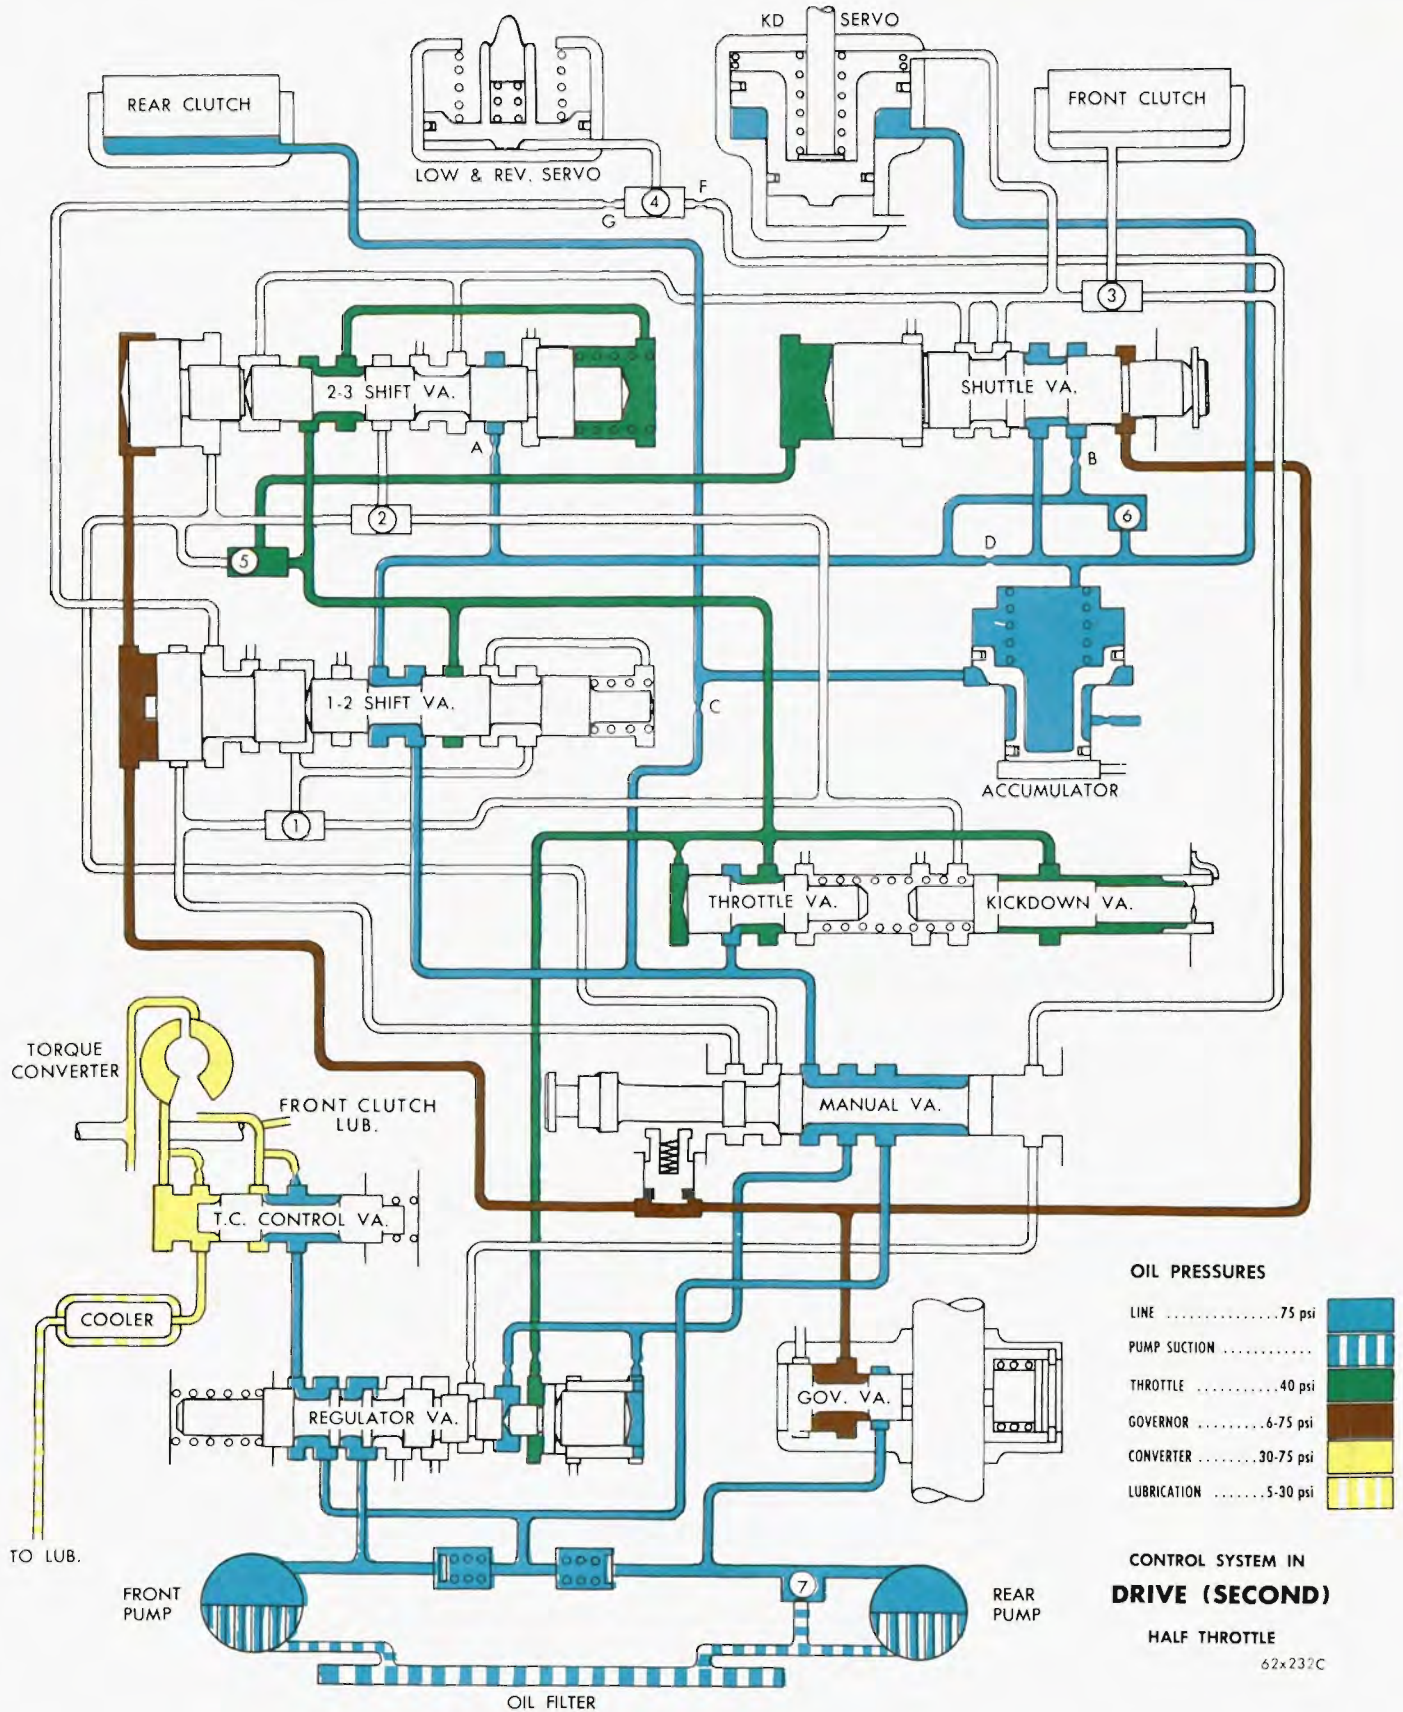 KD SERVO
REAR CLUTCH
FRONT CLUTCH
LOW & REV. SERVO
4
F
G
3
2-3 SHIFT VA.
SHUTTLE VA.
A
B
2
6
5
D
1-2 SHIFT VA.
C
ACCUMULATOR
1
THROTTLE VA.
KICKDOWN VA.
TORQUE
CONVERTER
FRONT CLUTCH
LUB.
MANUAL VA.
T.C. CONTROL VA.
COOLER
REGULATOR VA.
GOV. VA.
OIL PRESSURES
LINE ...............75 psi
PUMP SUCTION ............
THROTTLE ...........40 psi
GOVERNOR ........6-75 psi
CONVERTER ........30-75 psi
LUBRICATION .......5-30 psi
TO LUB.
FRONT
PUMP
7
REAR
PUMP
OIL FILTER
CONTROL SYSTEM IN
DRIVE (SECOND)
HALF THROTTLE
62x232C